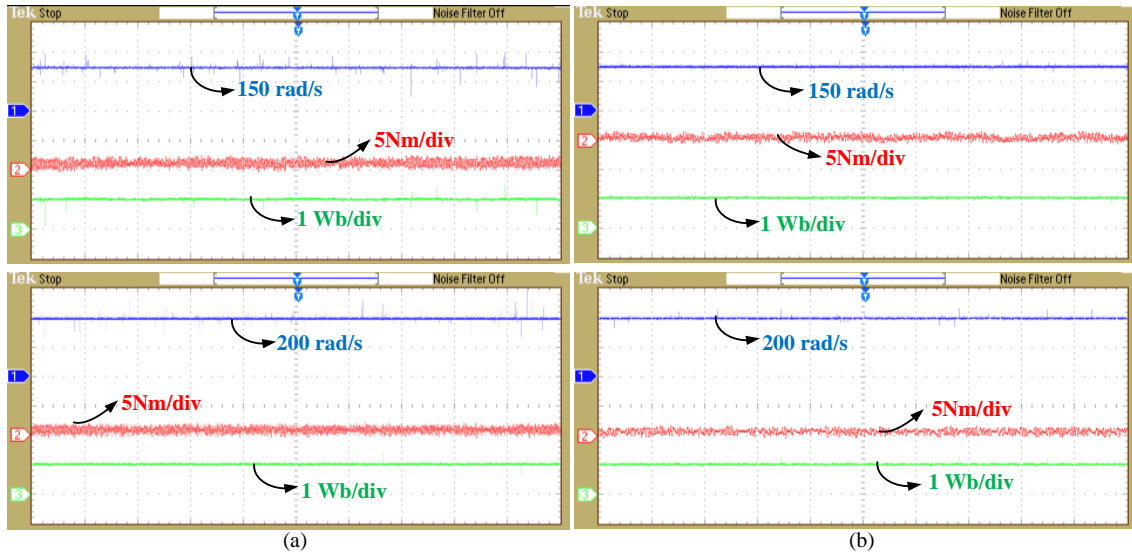 Tek Stop Noise Filter Off
1 150 rad/s
2 5Nm/div
3 1 Wb/div
Tek Stop Noise Filter Off
1 150 rad/s
2 5Nm/div
3 1 Wb/div
Tek Stop Noise Filter Off
1 200 rad/s
5Nm/div
2
3 1 Wb/div
Tek Stop Noise Filter Off
1 200 rad/s
5Nm/div
2
3 1 Wb/div
(a) (b)